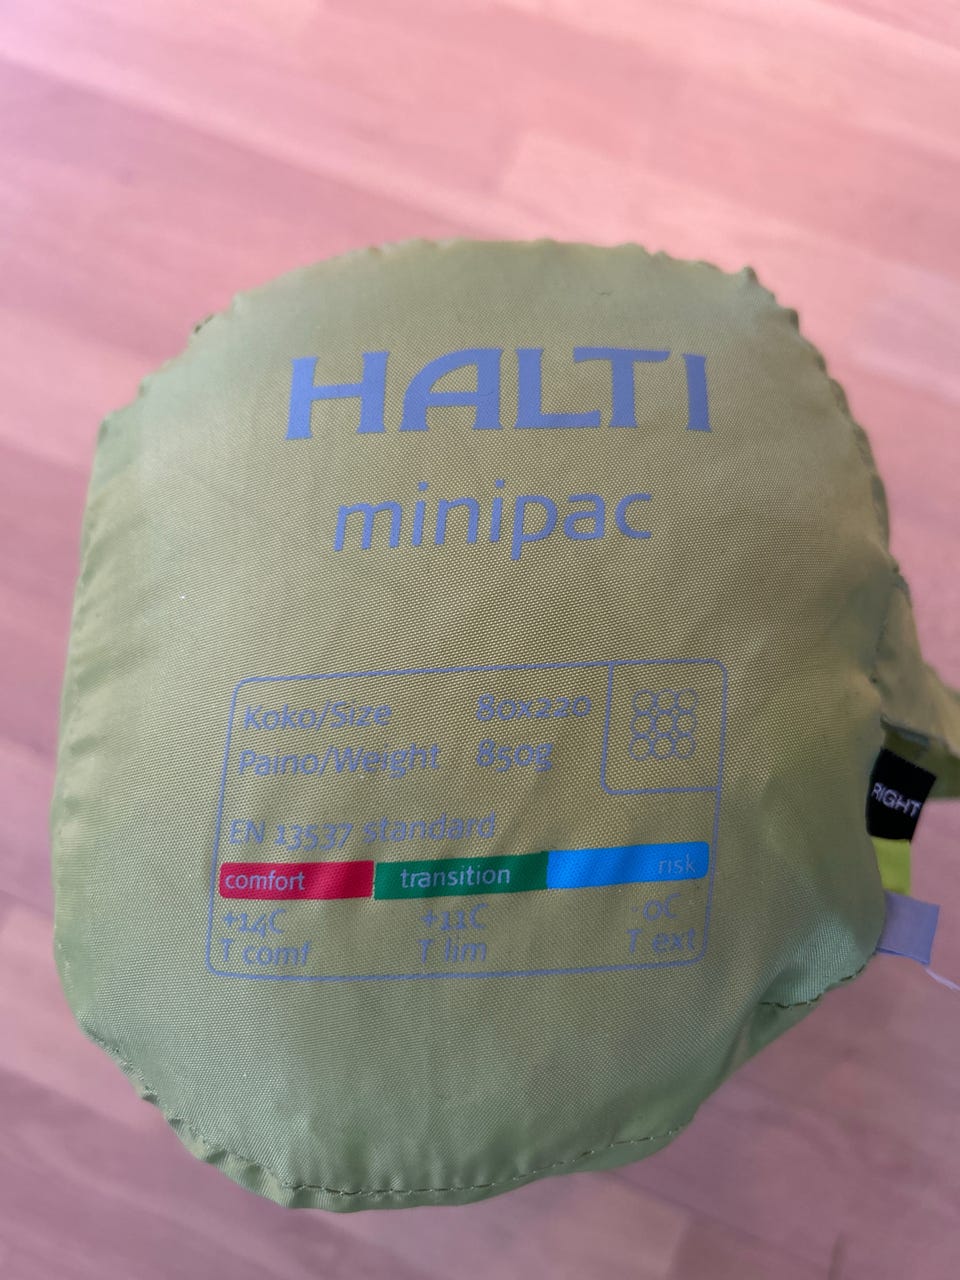 HALTI
minipac
Koko/Size 80x220
Paino/Weight 850g
EN 13537 standard
comfort transition risk
+14C +11C -0C
T comf T lim T ext
RIGHT